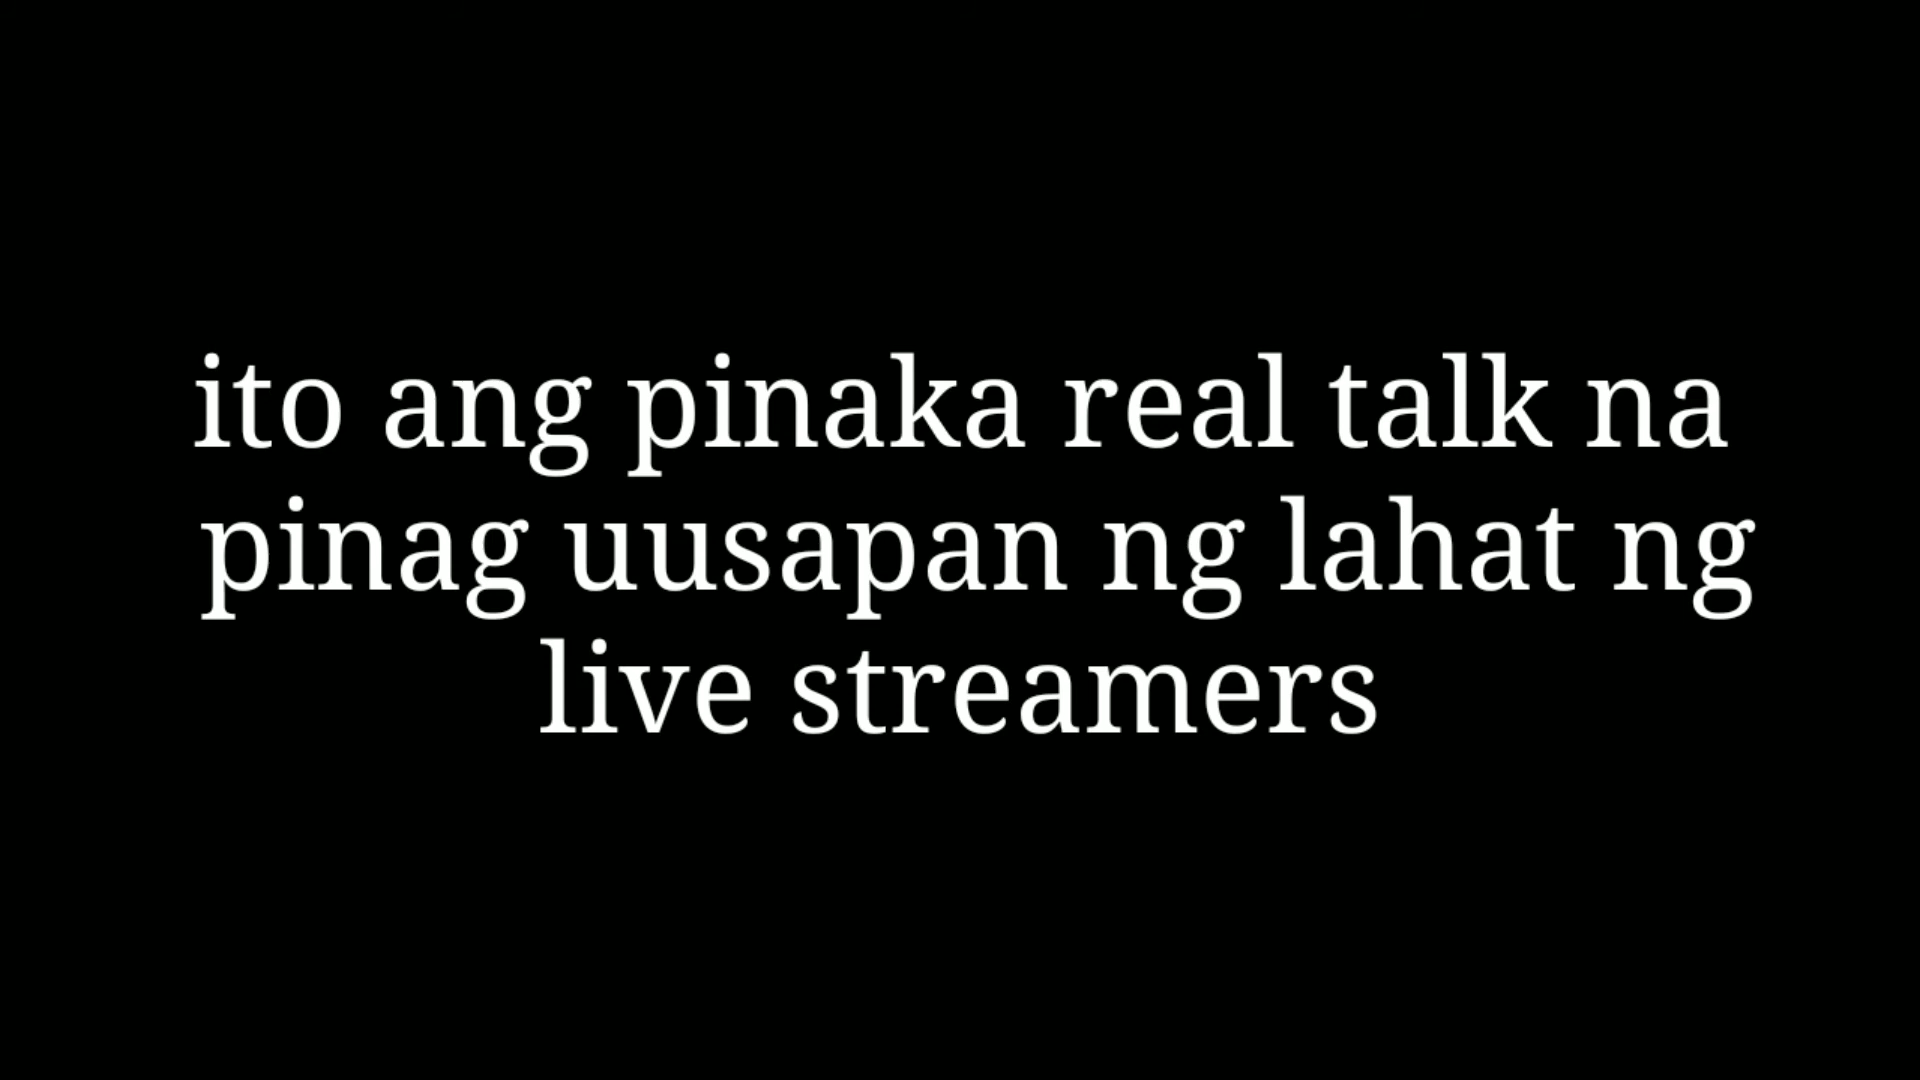 ito ang pinaka real talk na
pinag uusapan ng lahat ng
live streamers